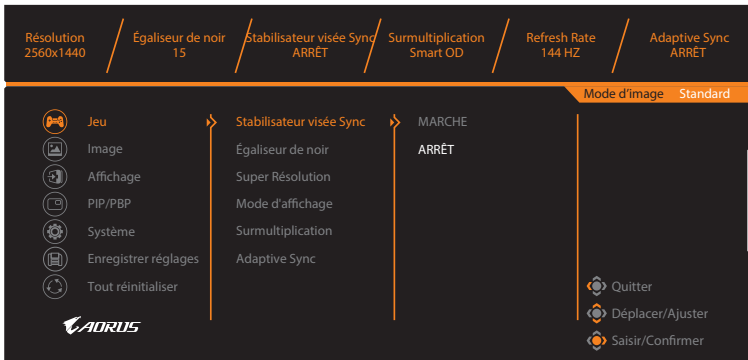 Résolution
2560x1440
Égaliseur de noir
15
Stabilisateur visée Sync
ARRÊT
Surmultiplication
Smart OD
Refresh Rate
144 HZ
Adaptive Sync
ARRÊT
Mode d'image Standard
Jeu
Image
Affichage
PIP/PBP
Système
Enregistrer réglages
Tout réinitialiser
Stabilisateur visée Sync
Égaliseur de noir
Super Résolution
Mode d'affichage
Surmultiplication
Adaptive Sync
MARCHE
ARRÊT
Quitter
Déplacer/Ajuster
Saisir/Confirmer
AORUS